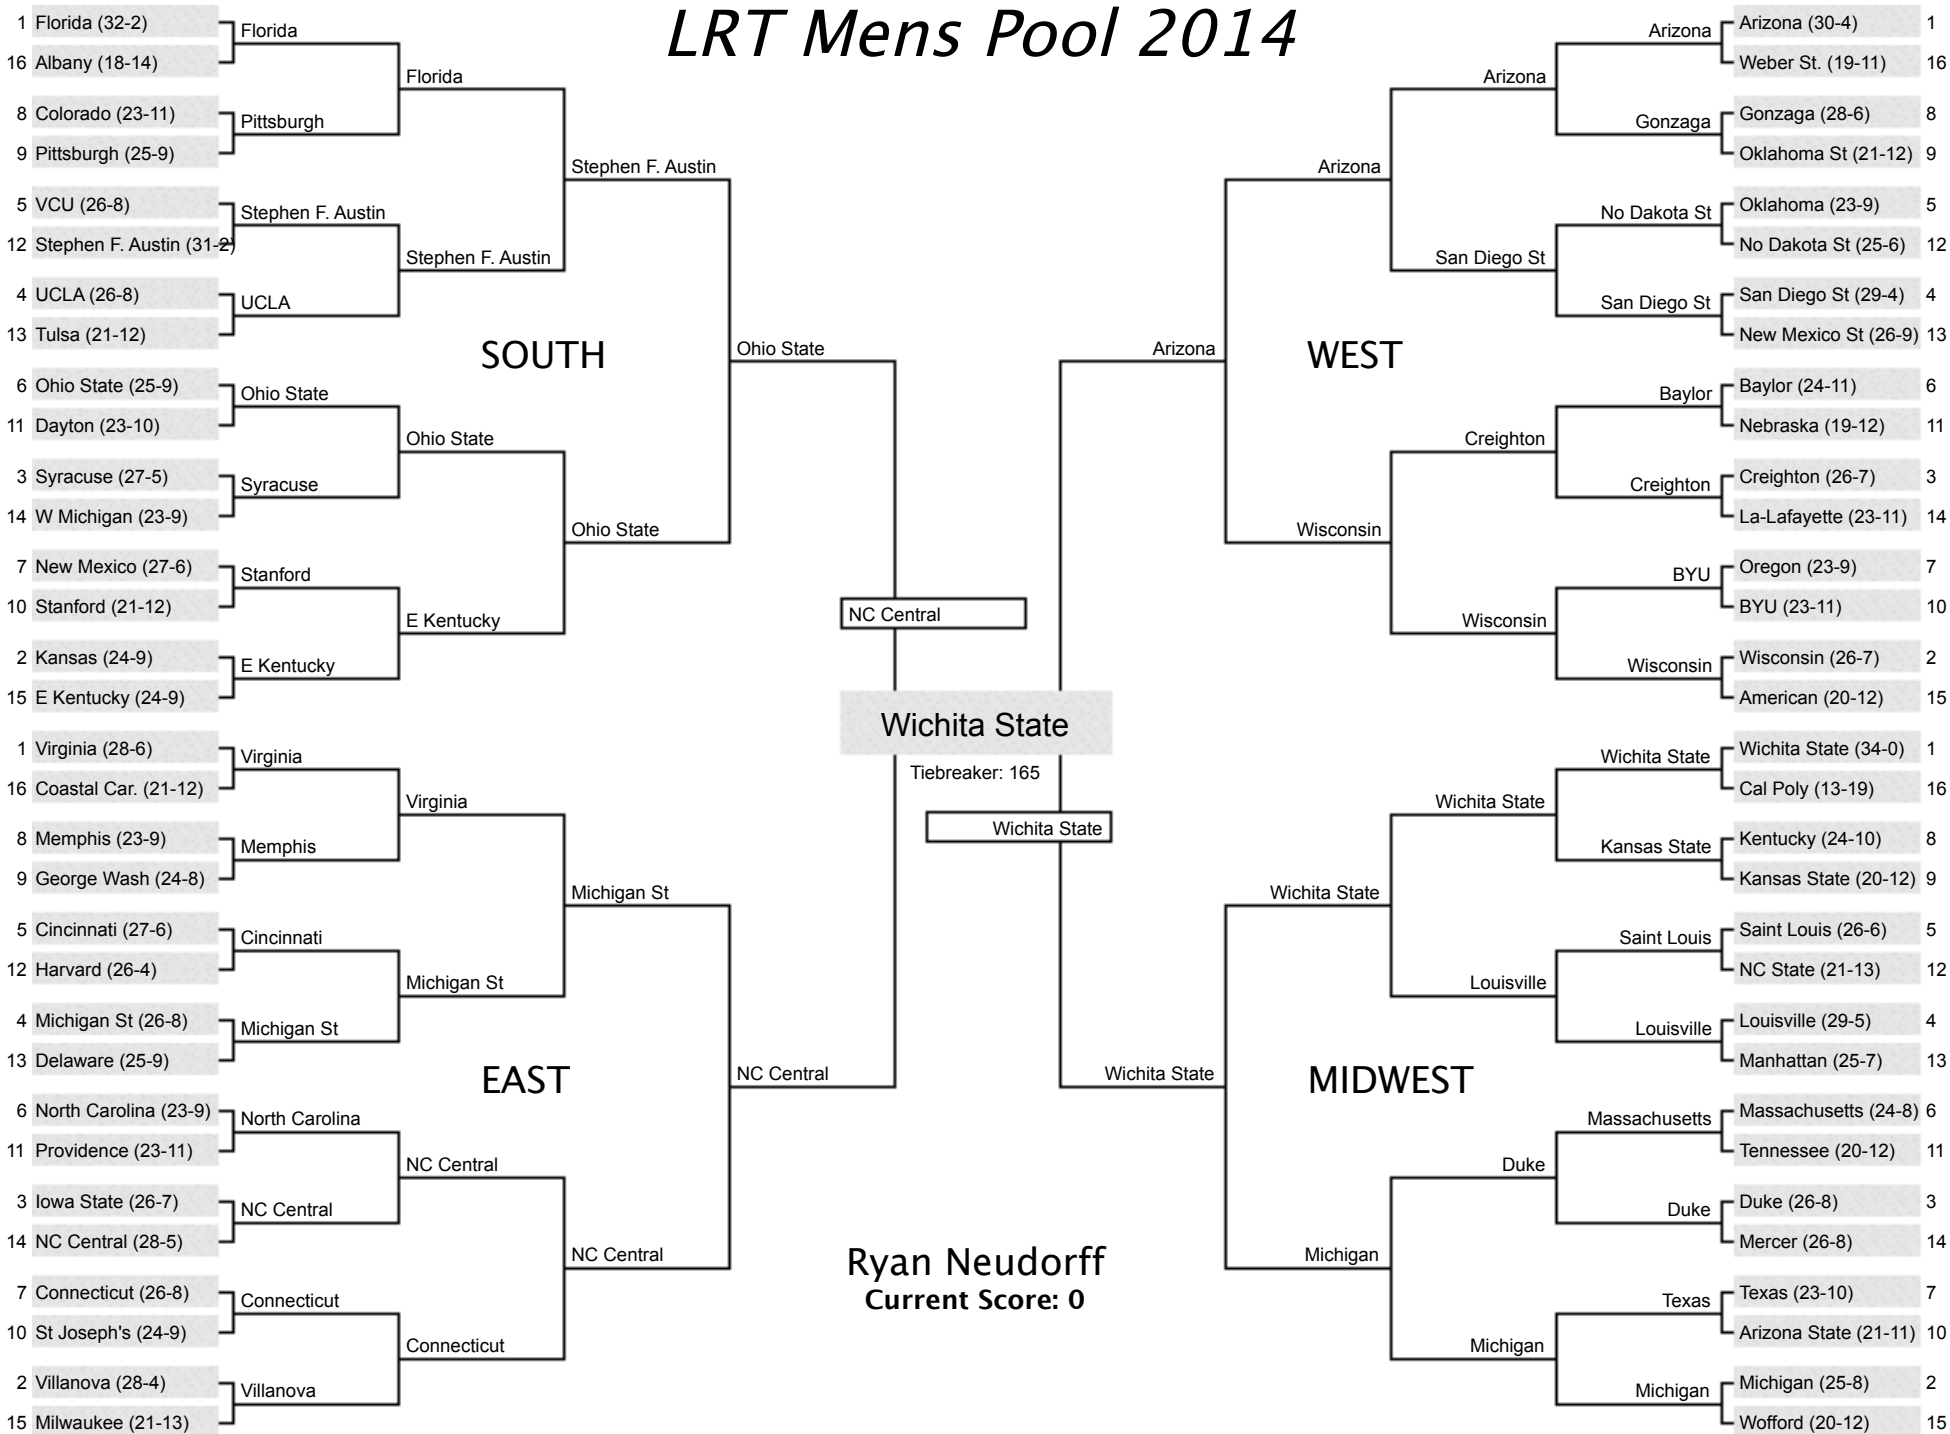 LRT Mens Pool 2014
1 Florida (32-2)
16 Albany (18-14)
8 Colorado (23-11)
9 Pittsburgh (25-9)
5 VCU (26-8)
12 Stephen F. Austin (31-2)
4 UCLA (26-8)
13 Tulsa (21-12)
6 Ohio State (25-9)
11 Dayton (23-10)
3 Syracuse (27-5)
14 W Michigan (23-9)
7 New Mexico (27-6)
10 Stanford (21-12)
2 Kansas (24-9)
15 E Kentucky (24-9)
Florida
Pittsburgh
Stephen F. Austin
UCLA
Ohio State
Syracuse
Stanford
E Kentucky
Florida
Stephen F. Austin
Ohio State
E Kentucky
Stephen F. Austin
Ohio State
SOUTH
Ohio State
1 Virginia (28-6)
16 Coastal Car. (21-12)
8 Memphis (23-9)
9 George Wash (24-8)
5 Cincinnati (27-6)
12 Harvard (26-4)
4 Michigan St (26-8)
13 Delaware (25-9)
6 North Carolina (23-9)
11 Providence (23-11)
3 Iowa State (26-7)
14 NC Central (28-5)
7 Connecticut (26-8)
10 St Joseph's (24-9)
2 Villanova (28-4)
15 Milwaukee (21-13)
Virginia
Memphis
Cincinnati
Michigan St
North Carolina
NC Central
Connecticut
Villanova
Virginia
Michigan St
NC Central
Connecticut
Michigan St
NC Central
EAST
NC Central
NC Central
Wichita State
Tiebreaker: 165
Wichita State
Ryan Neudorff
Current Score: 0
Arizona (30-4) 1
Weber St. (19-11) 16
Gonzaga (28-6) 8
Oklahoma St (21-12) 9
Oklahoma (23-9) 5
No Dakota St (25-6) 12
San Diego St (29-4) 4
New Mexico St (26-9) 13
Baylor (24-11) 6
Nebraska (19-12) 11
Creighton (26-7) 3
La-Lafayette (23-11) 14
Oregon (23-9) 7
BYU (23-11) 10
Wisconsin (26-7) 2
American (20-12) 15
Arizona
Gonzaga
No Dakota St
San Diego St
Baylor
Creighton
BYU
Wisconsin
Arizona
San Diego St
Creighton
Wisconsin
Arizona
Wisconsin
WEST
Arizona
Wichita State (34-0) 1
Cal Poly (13-19) 16
Kentucky (24-10) 8
Kansas State (20-12) 9
Saint Louis (26-6) 5
NC State (21-13) 12
Louisville (29-5) 4
Manhattan (25-7) 13
Massachusetts (24-8) 6
Tennessee (20-12) 11
Duke (26-8) 3
Mercer (26-8) 14
Texas (23-10) 7
Arizona State (21-11) 10
Michigan (25-8) 2
Wofford (20-12) 15
Wichita State
Kansas State
Saint Louis
Louisville
Massachusetts
Duke
Texas
Michigan
Wichita State
Louisville
Duke
Michigan
Wichita State
Michigan
MIDWEST
Wichita State